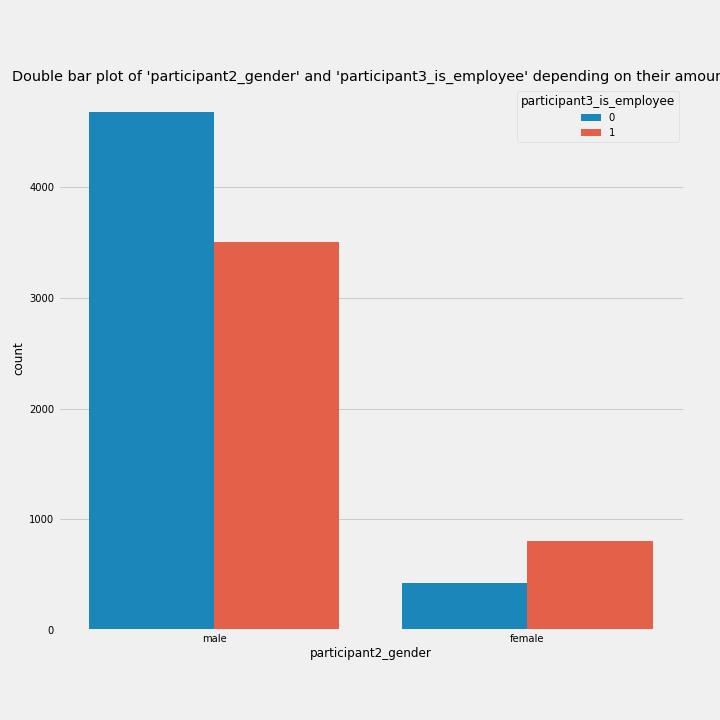 Double bar plot of 'participant2_gender' and 'participant3_is_employee' depending on their amour
participant3_is_employee
0
1
4000
3000
2000
1000
0
count
male female
participant2_gender